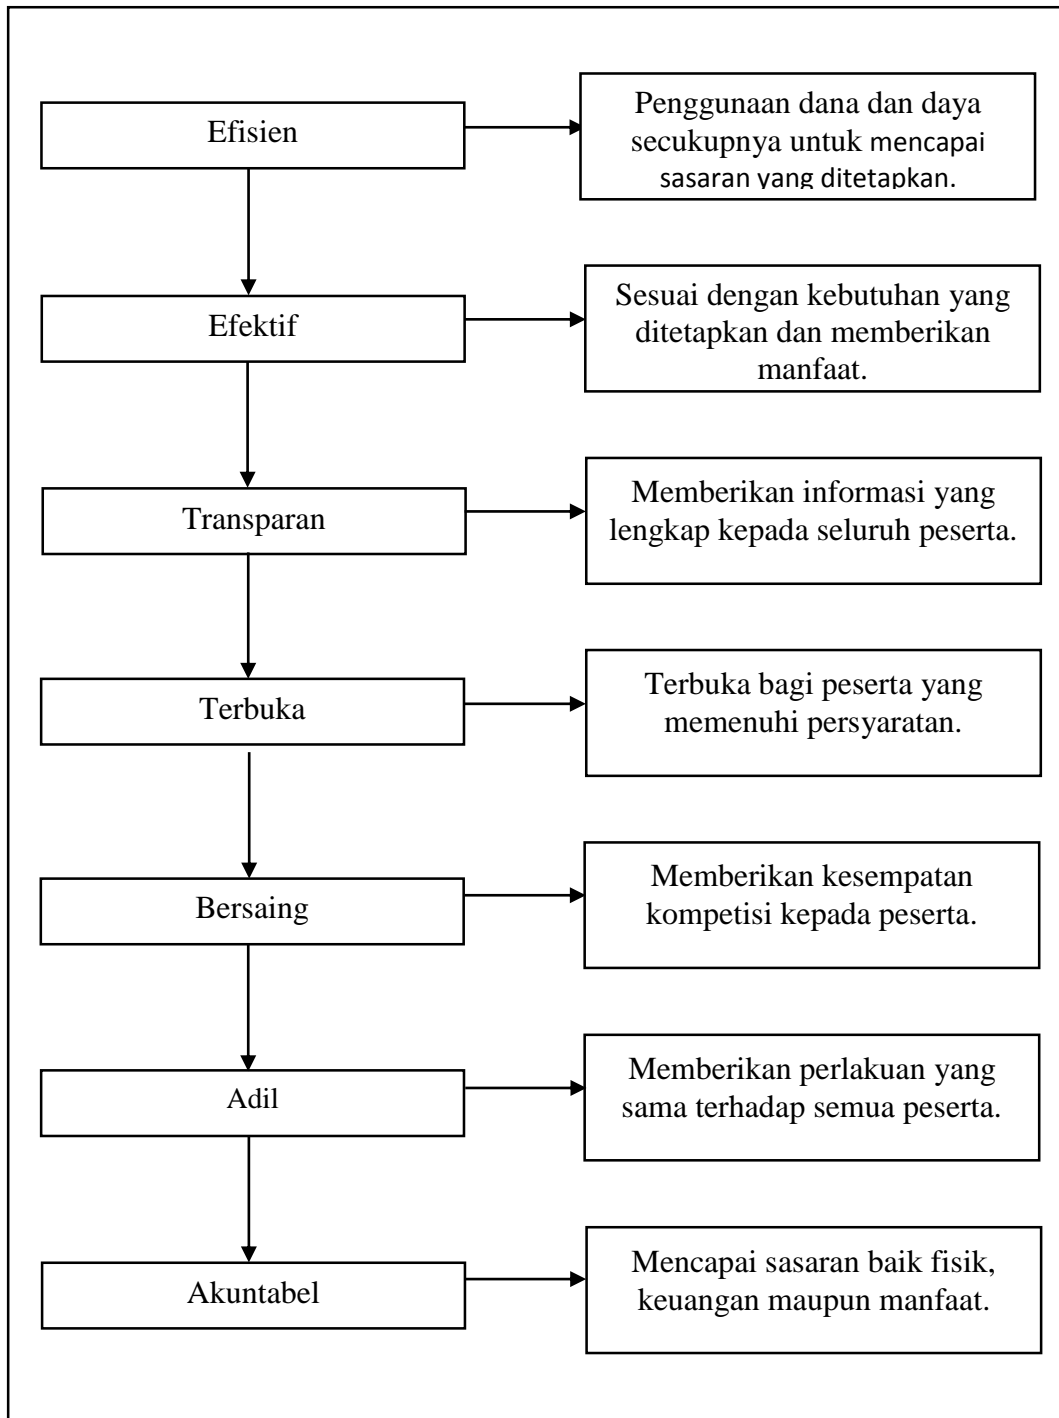 Efisien
Penggunaan dana dan daya
secukupnya untuk mencapai
sasaran yang ditetapkan.
Efektif
Sesuai dengan kebutuhan yang
ditetapkan dan memberikan
manfaat.
Transparan
Memberikan informasi yang
lengkap kepada seluruh peserta.
Terbuka
Terbuka bagi peserta yang
memenuhi persyaratan.
Bersaing
Memberikan kesempatan
kompetisi kepada peserta.
Adil
Memberikan perlakuan yang
sama terhadap semua peserta.
Akuntabel
Mencapai sasaran baik fisik,
keuangan maupun manfaat.